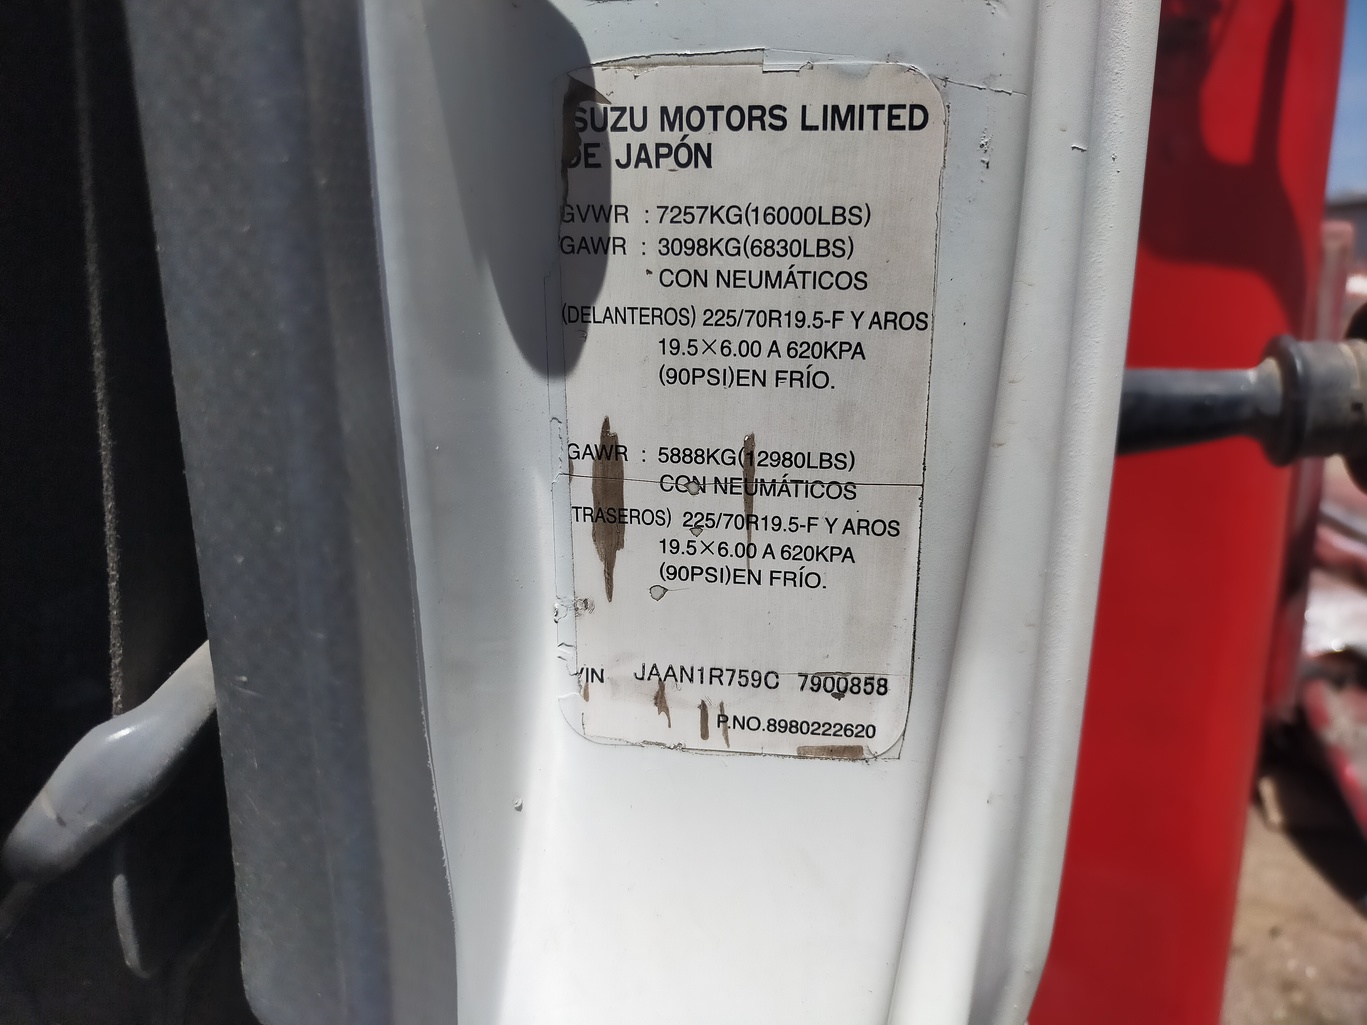 ISUZU MOTORS LIMITED
DE JAPÓN
GVWR : 7257KG(16000LBS)
GAWR : 3098KG(6830LBS)
CON NEUMÁTICOS
(DELANTEROS) 225/70R19.5-F Y AROS
19.5×6.00 A 620KPA
(90PSI)EN FRÍO.
GAWR : 5888KG(12980LBS)
CON NEUMÁTICOS
TRASEROS) 225/70R19.5-F Y AROS
19.5×6.00 A 620KPA
(90PSI)EN FRÍO.
VIN JAAN1R759C 7900858
P.NO.8980222620